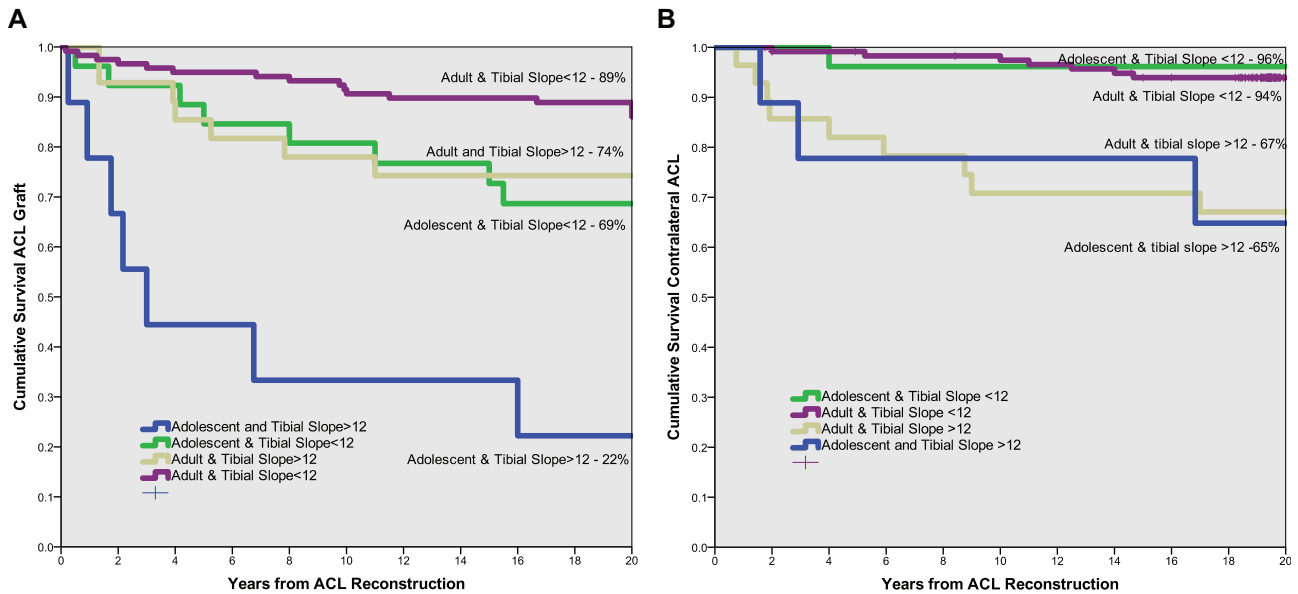 A
Cumulative Survival ACL Graft
1.0
0.9
0.8
0.7
0.6
0.5
0.4
0.3
0.2
0.1
0.0
Adult & Tibial Slope<12 - 89%
Adult and Tibial Slope>12 - 74%
Adolescent & Tibial Slope<12 - 69%
Adolescent & Tibial Slope>12 - 22%
Adolescent and Tibial Slope>12
Adolescent & Tibial Slope<12
Adult & Tibial Slope>12
Adult & Tibial Slope<12
0 2 4 6 8 10 12 14 16 18 20
Years from ACL Reconstruction
B
Cumulative Survival Contralateral ACL
1.0
0.9
0.8
0.7
0.6
0.5
0.4
0.3
0.2
0.1
0.0
Adolescent & Tibial Slope <12 - 96%
Adult & Tibial Slope <12 - 94%
Adult & tibial slope >12 - 67%
Adolescent & tibial slope >12 -65%
Adolescent & Tibial Slope <12
Adult & Tibial Slope <12
Adult & Tibial Slope >12
Adolescent and Tibial Slope >12
0 2 4 6 8 10 12 14 16 18 20
Years from ACL Reconstruction